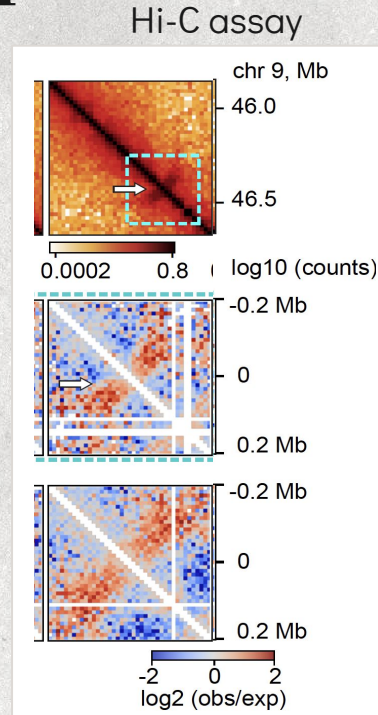 Hi-C assay
chr 9, Mb
46.0
46.5
0.0002 0.8
log10 (counts)
-0.2 Mb
0
0.2 Mb
-0.2 Mb
0
0.2 Mb
-2 0 2
log2 (obs/exp)